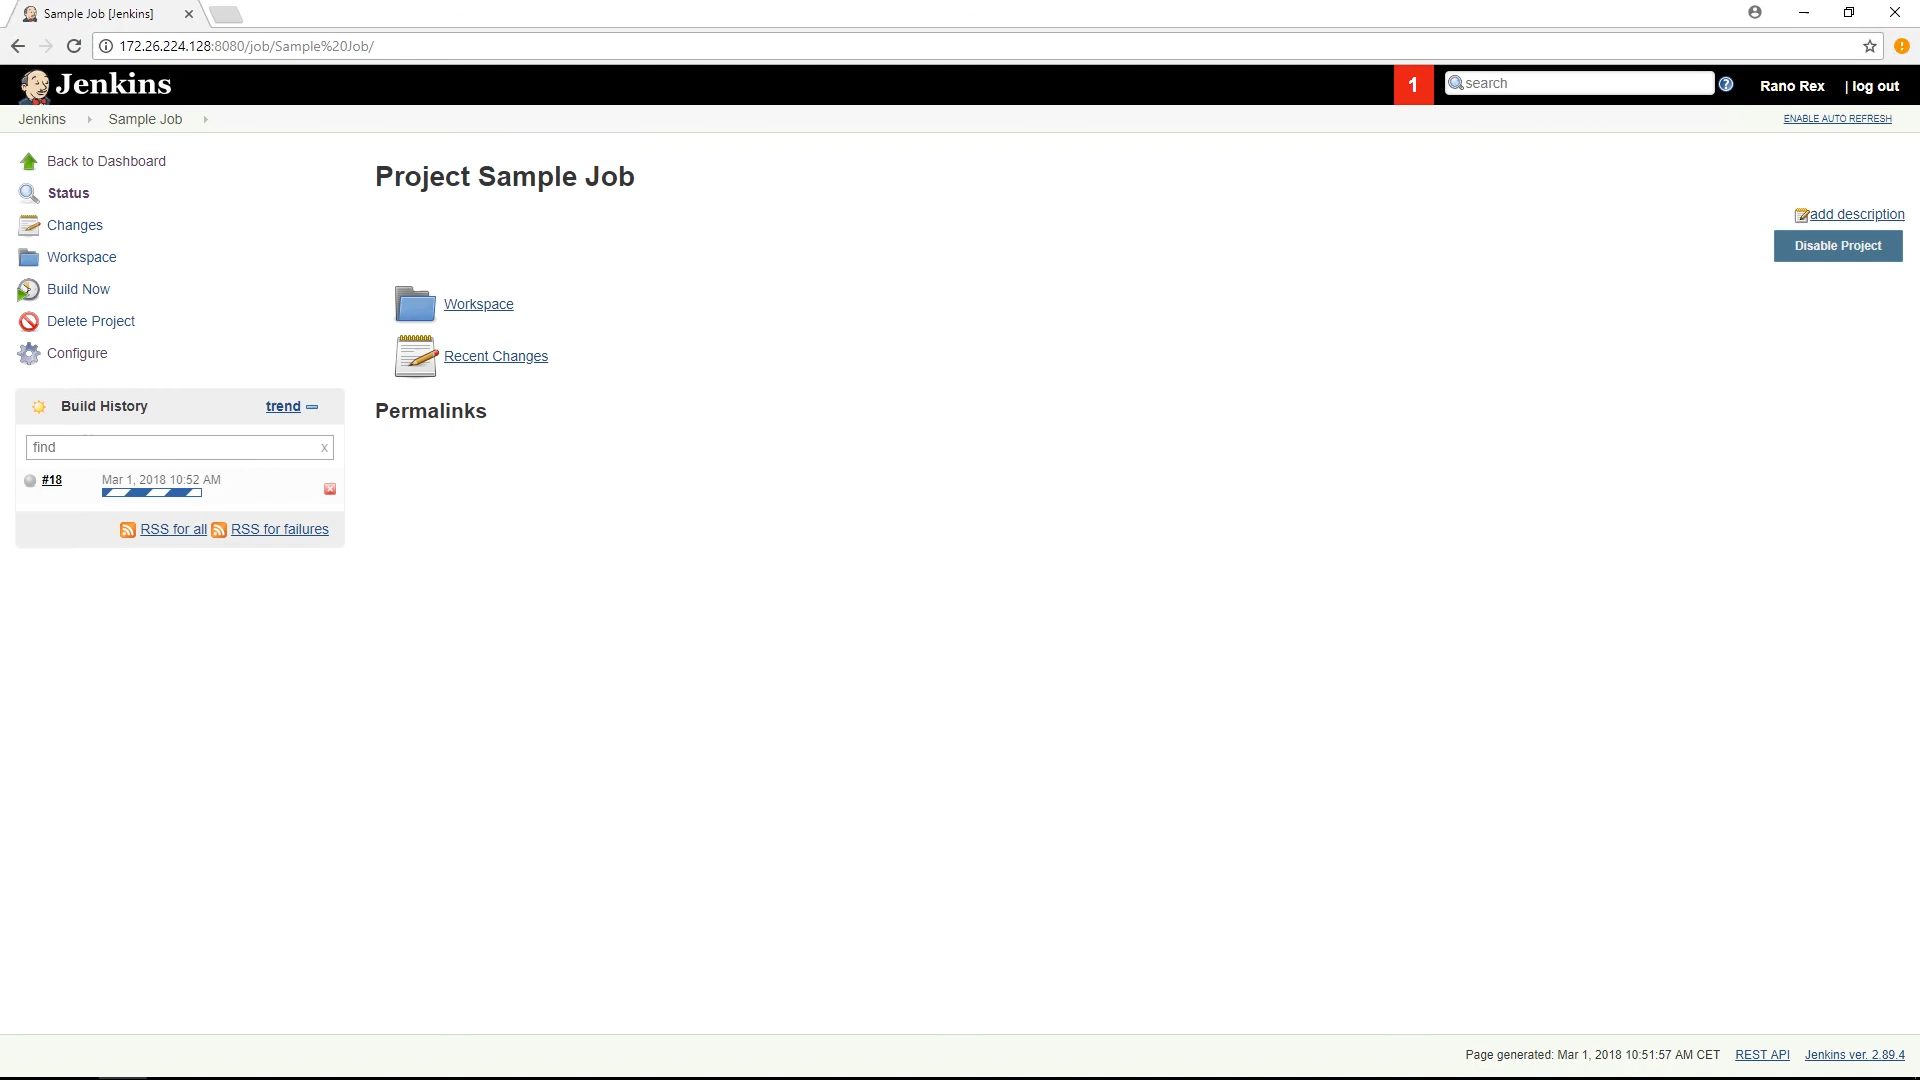 Sample Job [Jenkins]
172.26.224.128:8080/job/Sample%20Job/
Jenkins
1
search
Rano Rex
| log out
Jenkins
Sample Job
ENABLE AUTO REFRESH
Back to Dashboard
Status
Changes
Workspace
Build Now
Delete Project
Configure
Project Sample Job
add description
Disable Project
Workspace
Recent Changes
Permalinks
Build History
trend
find
x
#18
Mar 1, 2018 10:52 AM
RSS for all
RSS for failures
Page generated: Mar 1, 2018 10:51:57 AM CET
REST API
Jenkins ver. 2.89.4